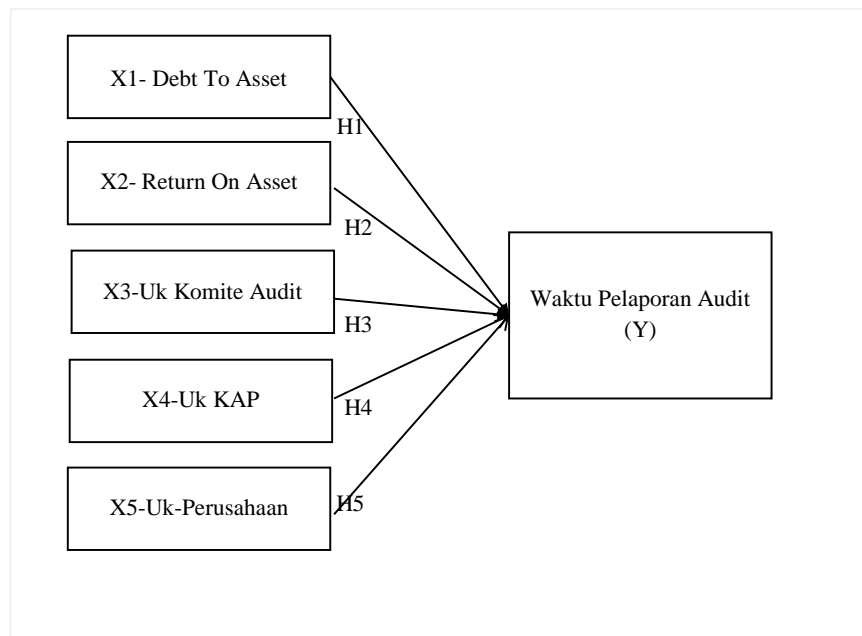 X1- Debt To Asset
H1
X2- Return On Asset
H2
X3-Uk Komite Audit
H3
X4-Uk KAP
H4
X5-Uk-Perusahaan
H5
Waktu Pelaporan Audit
(Y)